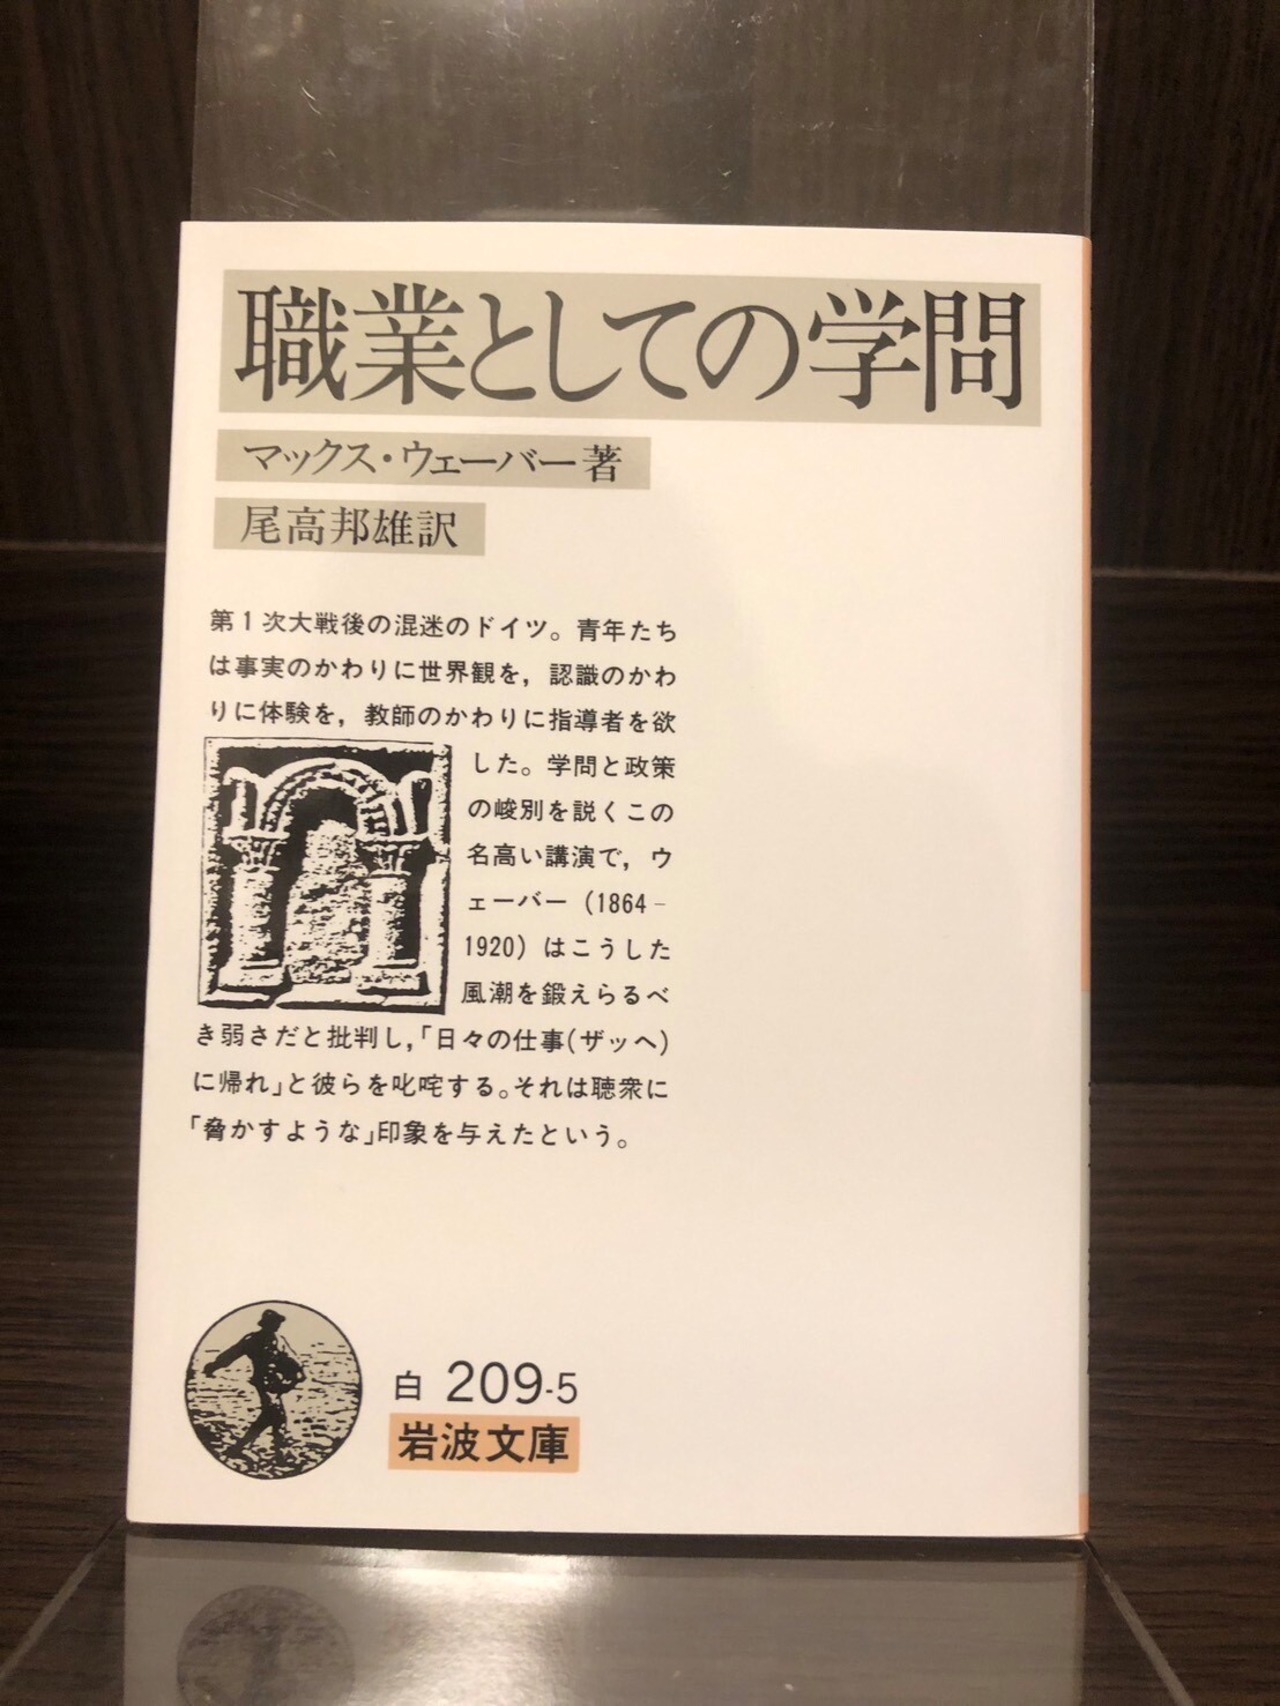 職業としての学問
マックス・ウェーバー著
尾高邦雄訳
第1次大戦後の混迷のドイツ。青年たち
は事実のかわりに世界観を,認識のかわ
りに体験を,教師のかわりに指導者を欲
した。学問と政策
の峻別を説くこの
名高い講演で,ウ
ェーバー(1864-
1920)はこうした
風潮を鍛えらるべ
き弱さだと批判し,「日々の仕事(ザッヘ)
に帰れ」と彼らを叱咤する。それは聴衆に
「脅かすような」印象を与えたという。
白 209-5
岩波文庫